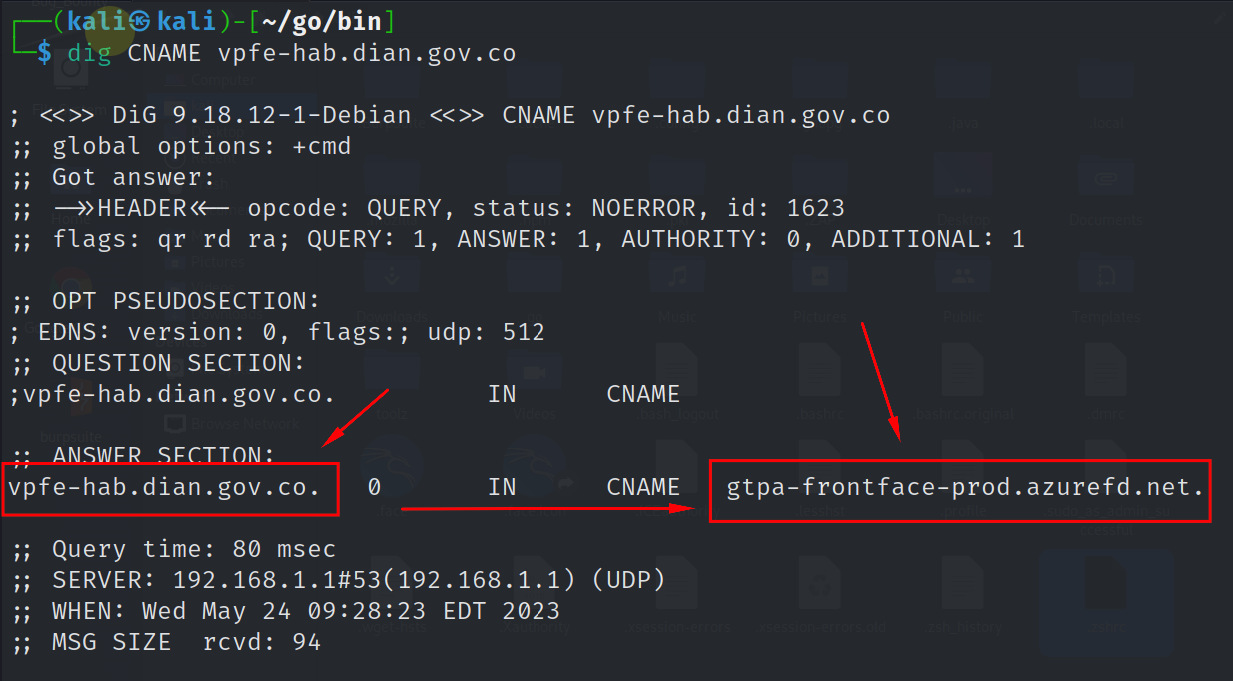 (kali㉿kali)-[~/go/bin]
$ dig CNAME vpfe-hab.dian.gov.co
; <<>> DiG 9.18.12-1-Debian <<>> CNAME vpfe-hab.dian.gov.co
;; global options: +cmd
;; Got answer:
;; ->>HEADER<<- opcode: QUERY, status: NOERROR, id: 1623
;; flags: qr rd ra; QUERY: 1, ANSWER: 1, AUTHORITY: 0, ADDITIONAL: 1
;; OPT PSEUDOSECTION:
; EDNS: version: 0, flags:; udp: 512
;; QUESTION SECTION:
;vpfe-hab.dian.gov.co. IN CNAME
;; ANSWER SECTION:
vpfe-hab.dian.gov.co. 0 IN CNAME gtpa-frontface-prod.azurefd.net.
;; Query time: 80 msec
;; SERVER: 192.168.1.1#53(192.168.1.1) (UDP)
;; WHEN: Wed May 24 09:28:23 EDT 2023
;; MSG SIZE rcvd: 94